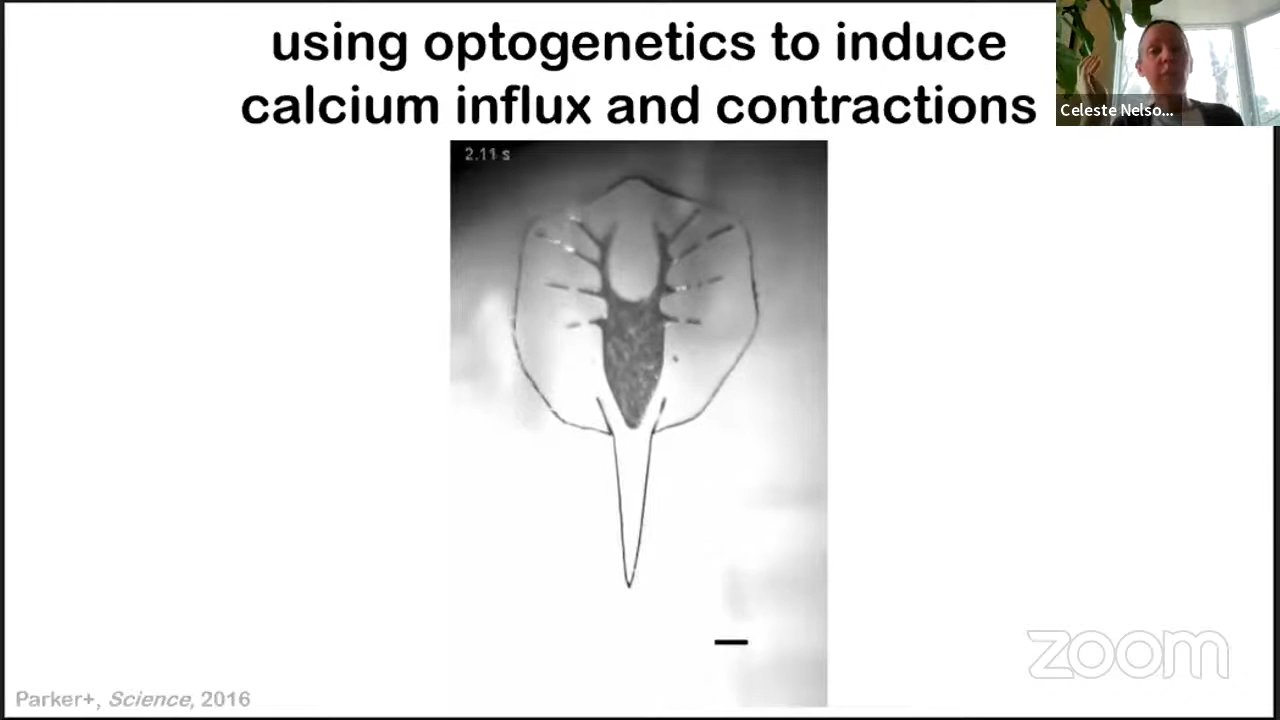 using optogenetics to induce
calcium influx and contractions
Celeste Nelso...
2.11 s
zoom
Parker+, Science, 2016